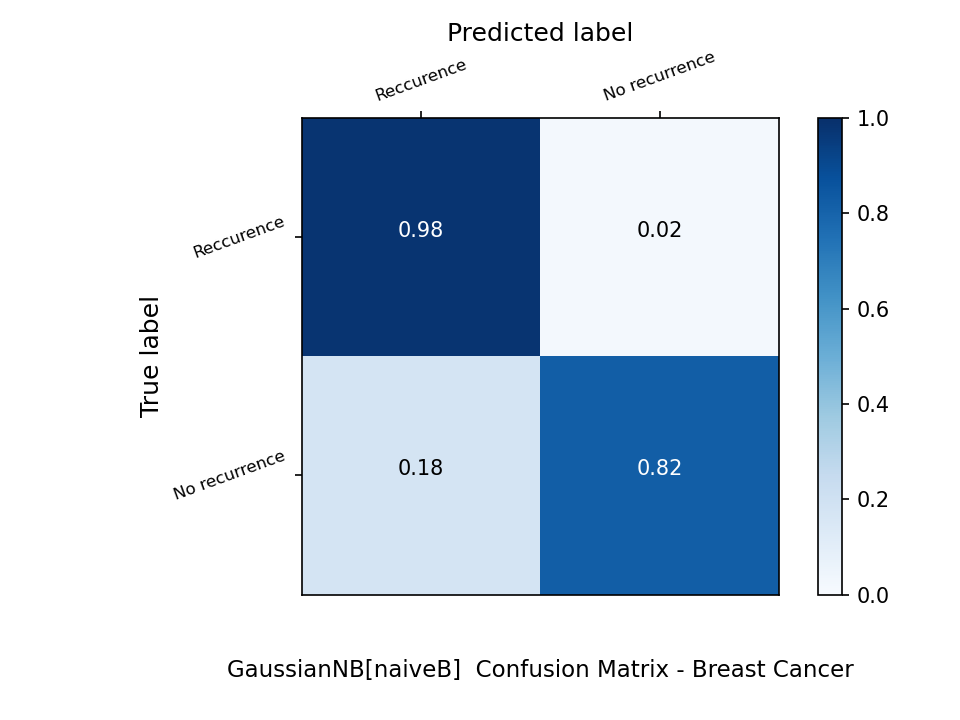 Predicted label
Reccurence
No recurrence
1.0
Reccurence
0.98
0.02
0.8
True label
0.6
0.4
No recurrence
0.18
0.82
0.2
0.0
GaussianNB[naiveB]  Confusion Matrix - Breast Cancer